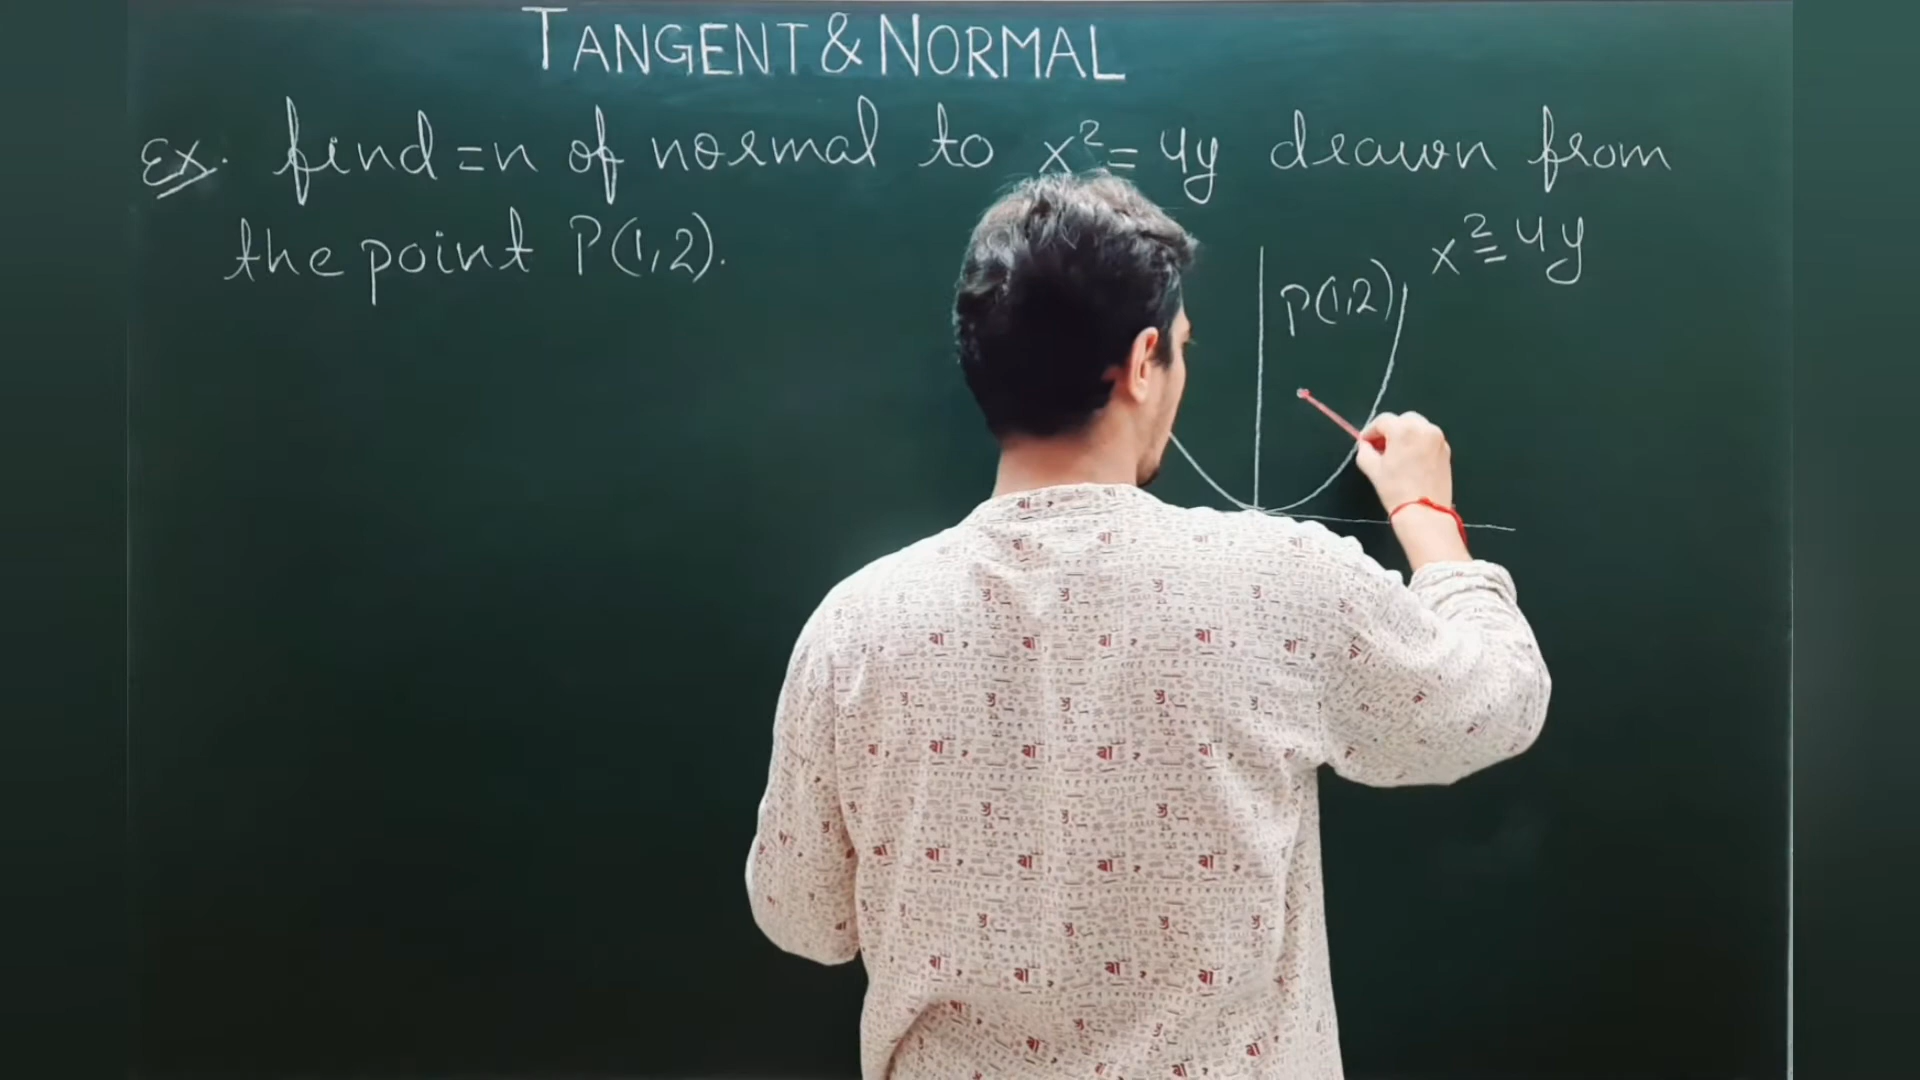 TANGENT & NORMAL
Ex. find =n of normal to x² = 4y drawn from
the point P(1,2).
x² = 4y
P(1,2)